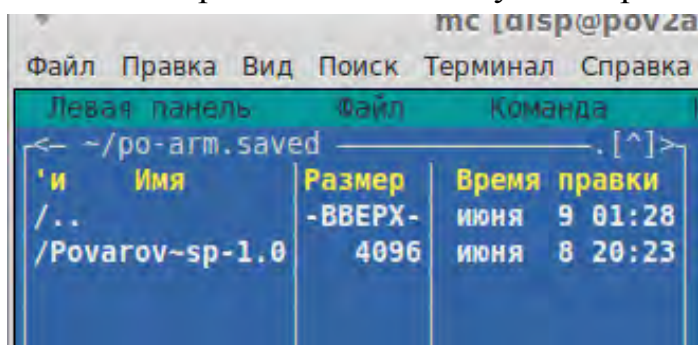 mc [disp@pov2a
Файл Правка Вид Поиск Терминал Справка
Левая панель Файл Команда
<– ~/po-arm.saved .[^]>
'и Имя Размер Время правки
/.. -ВВЕРХ- июня 9 01:28
/Povarov~sp-1.0 4096 июня 8 20:23